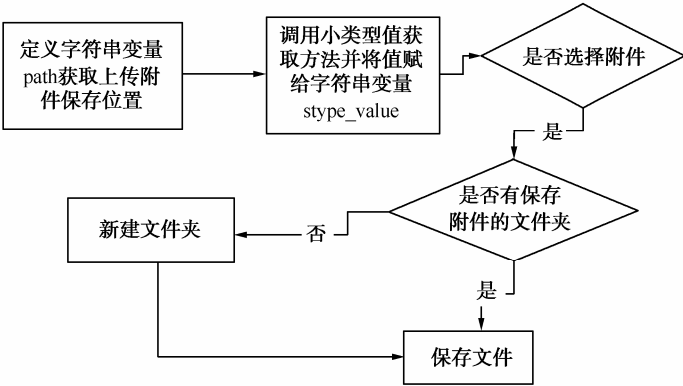 定义字符串变量
path获取上传附
件保存位置
调用小类型值获
取方法并将值赋
给字符串变量
stype_value
是否选择附件
是
是否有保存
附件的文件夹
否
新建文件夹
是
保存文件